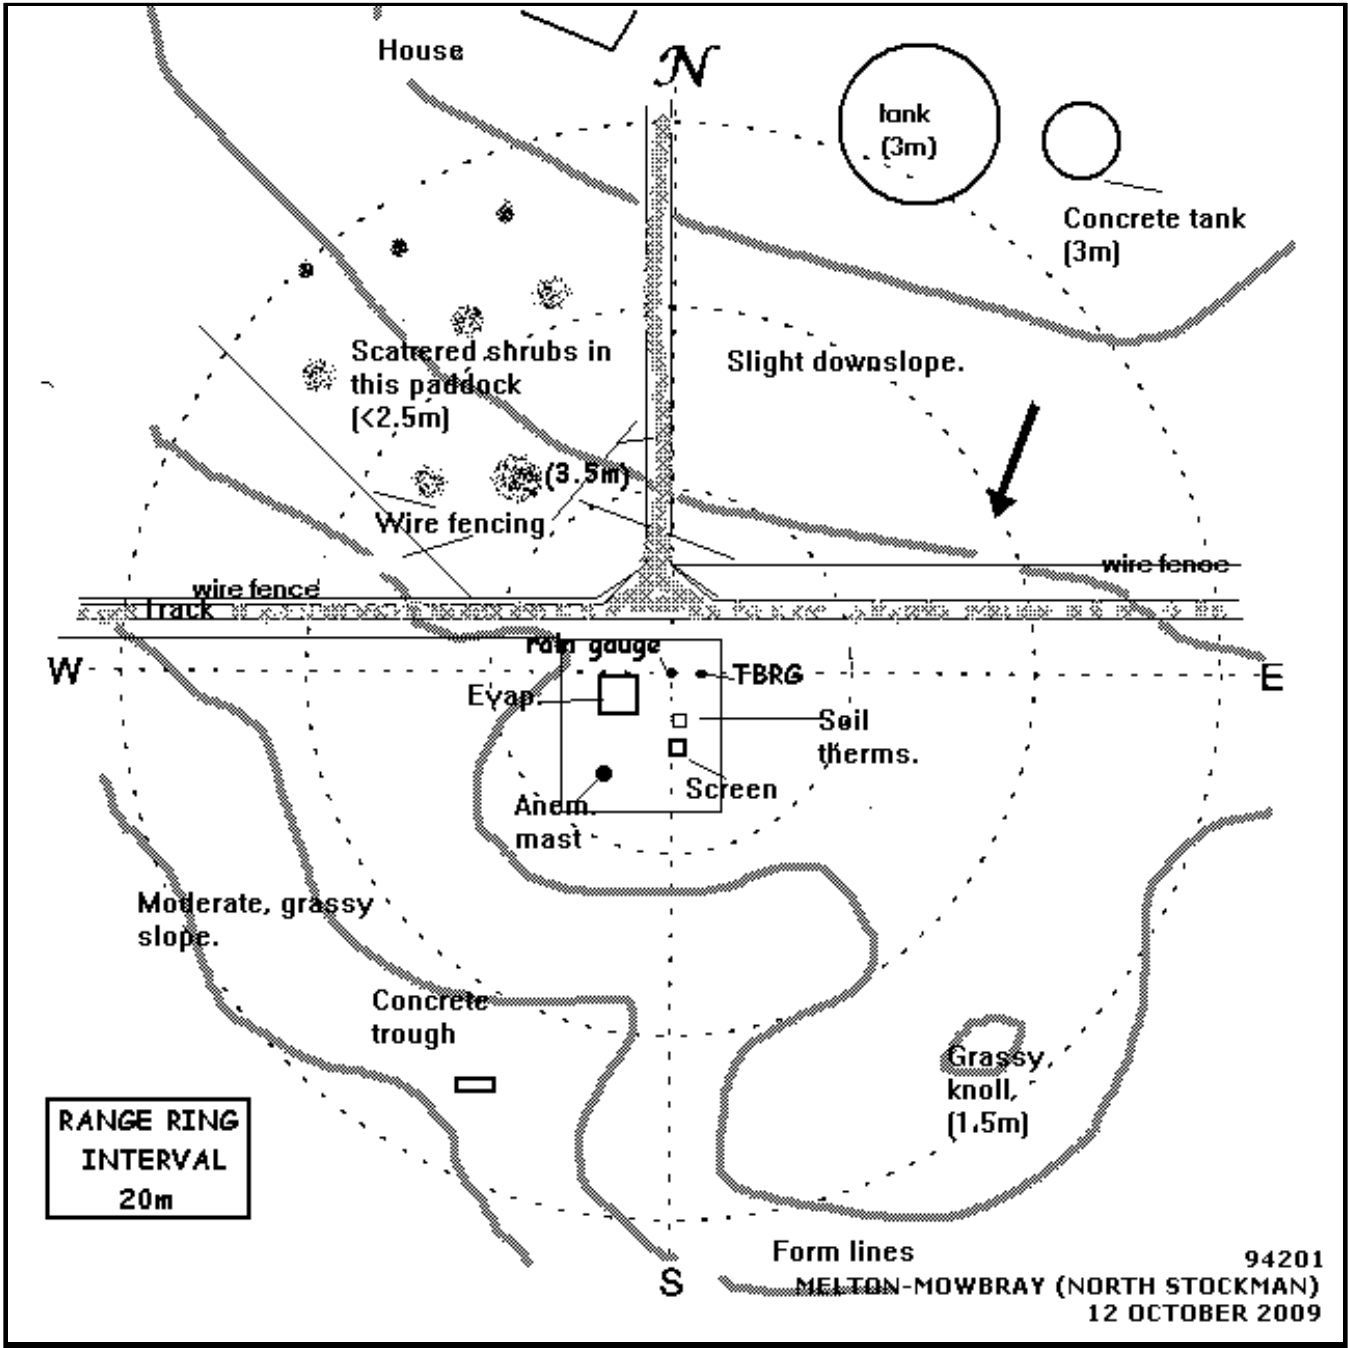 House
N
tank
(3m)
Concrete tank
(3m)
Scattered shrubs in
this paddock
(<2.5m)
Slight downslope.
(3.5m)
Wire fencing
wire fence
wire fence
Track
rain gauge
W
TBRG
E
Evap.
Soil
therms.
Screen
Anem.
mast
Moderate, grassy
slope.
Concrete
trough
Grassy
knoll,
(1.5m)
RANGE RING
INTERVAL
20m
S
Form lines
94201
MELTON-MOWBRAY (NORTH STOCKMAN)
12 OCTOBER 2009